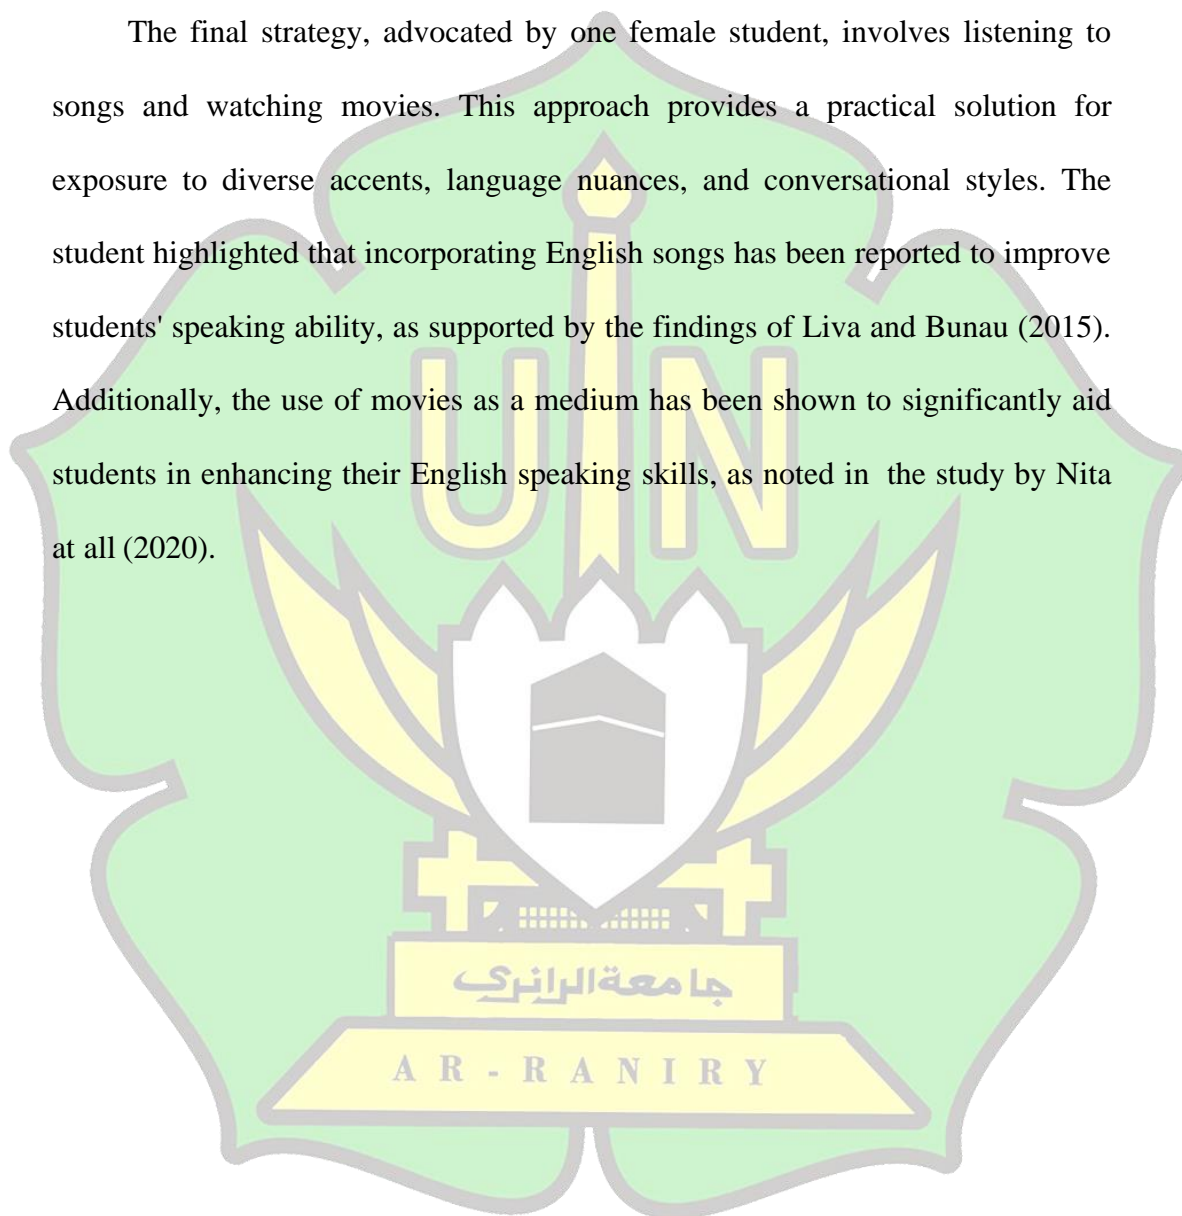 The final strategy, advocated by one female student, involves listening to
songs and watching movies. This approach provides a practical solution for
exposure to diverse accents, language nuances, and conversational styles. The
student highlighted that incorporating English songs has been reported to improve
students' speaking ability, as supported by the findings of Liva and Bunau (2015).
Additionally, the use of movies as a medium has been shown to significantly aid
students in enhancing their English speaking skills, as noted in  the study by Nita
at all (2020).
UIN
جامعةالرانرى
AR-RANIRY